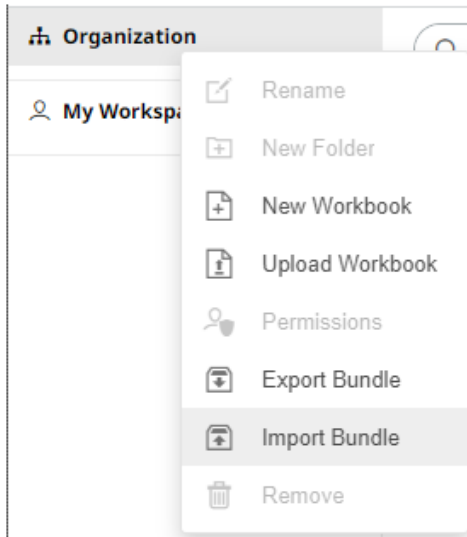 Organization
My Workspa
Rename
New Folder
New Workbook
Upload Workbook
Permissions
Export Bundle
Import Bundle
Remove